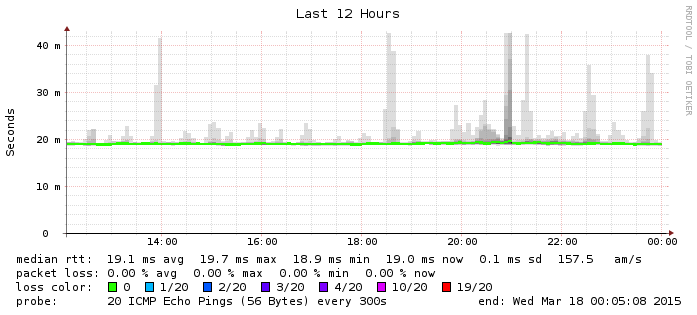 Last 12 Hours
RRDTOOL / TOBI OETIKER
Seconds
40 m
30 m
20 m
10 m
0
14:00 16:00 18:00 20:00 22:00 00:00
median rtt: 19.1 ms avg 19.7 ms max 18.9 ms min 19.0 ms now 0.1 ms sd 157.5 am/s
packet loss: 0.00 % avg 0.00 % max 0.00 % min 0.00 % now
loss color: 0 1/20 2/20 3/20 4/20 10/20 19/20
probe: 20 ICMP Echo Pings (56 Bytes) every 300s end: Wed Mar 18 00:05:08 2015